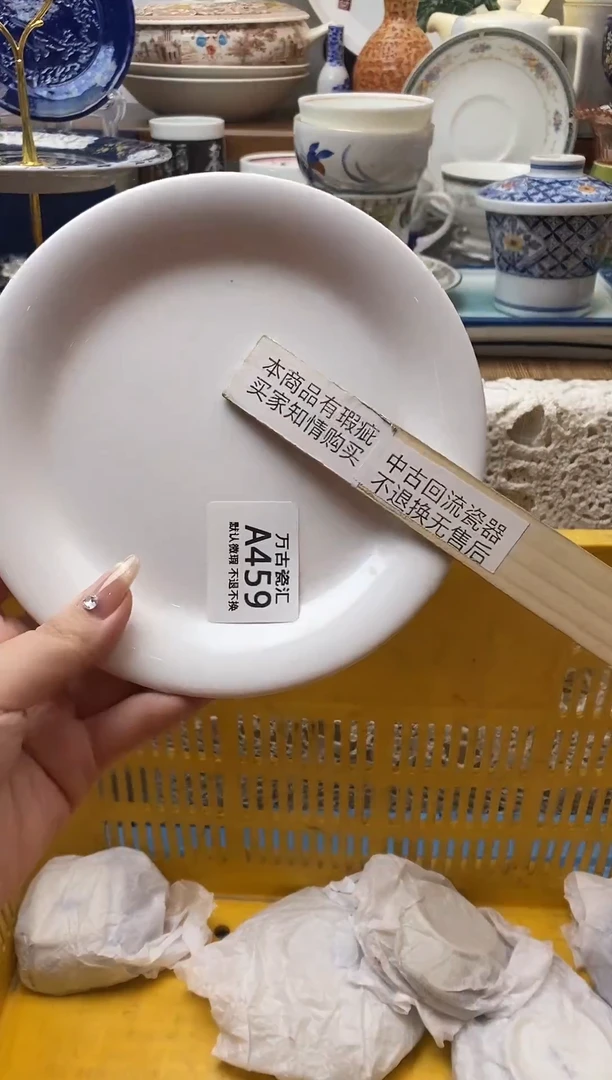 本商品有瑕疵
买家知情购买
中古回流瓷器
不退换无售后
万古瓷汇
A459
默认微瑕 不退不换